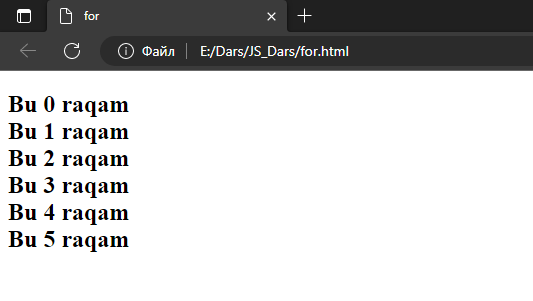 for
Файл
E:/Dars/JS_Dars/for.html
Bu 0 raqam
Bu 1 raqam
Bu 2 raqam
Bu 3 raqam
Bu 4 raqam
Bu 5 raqam